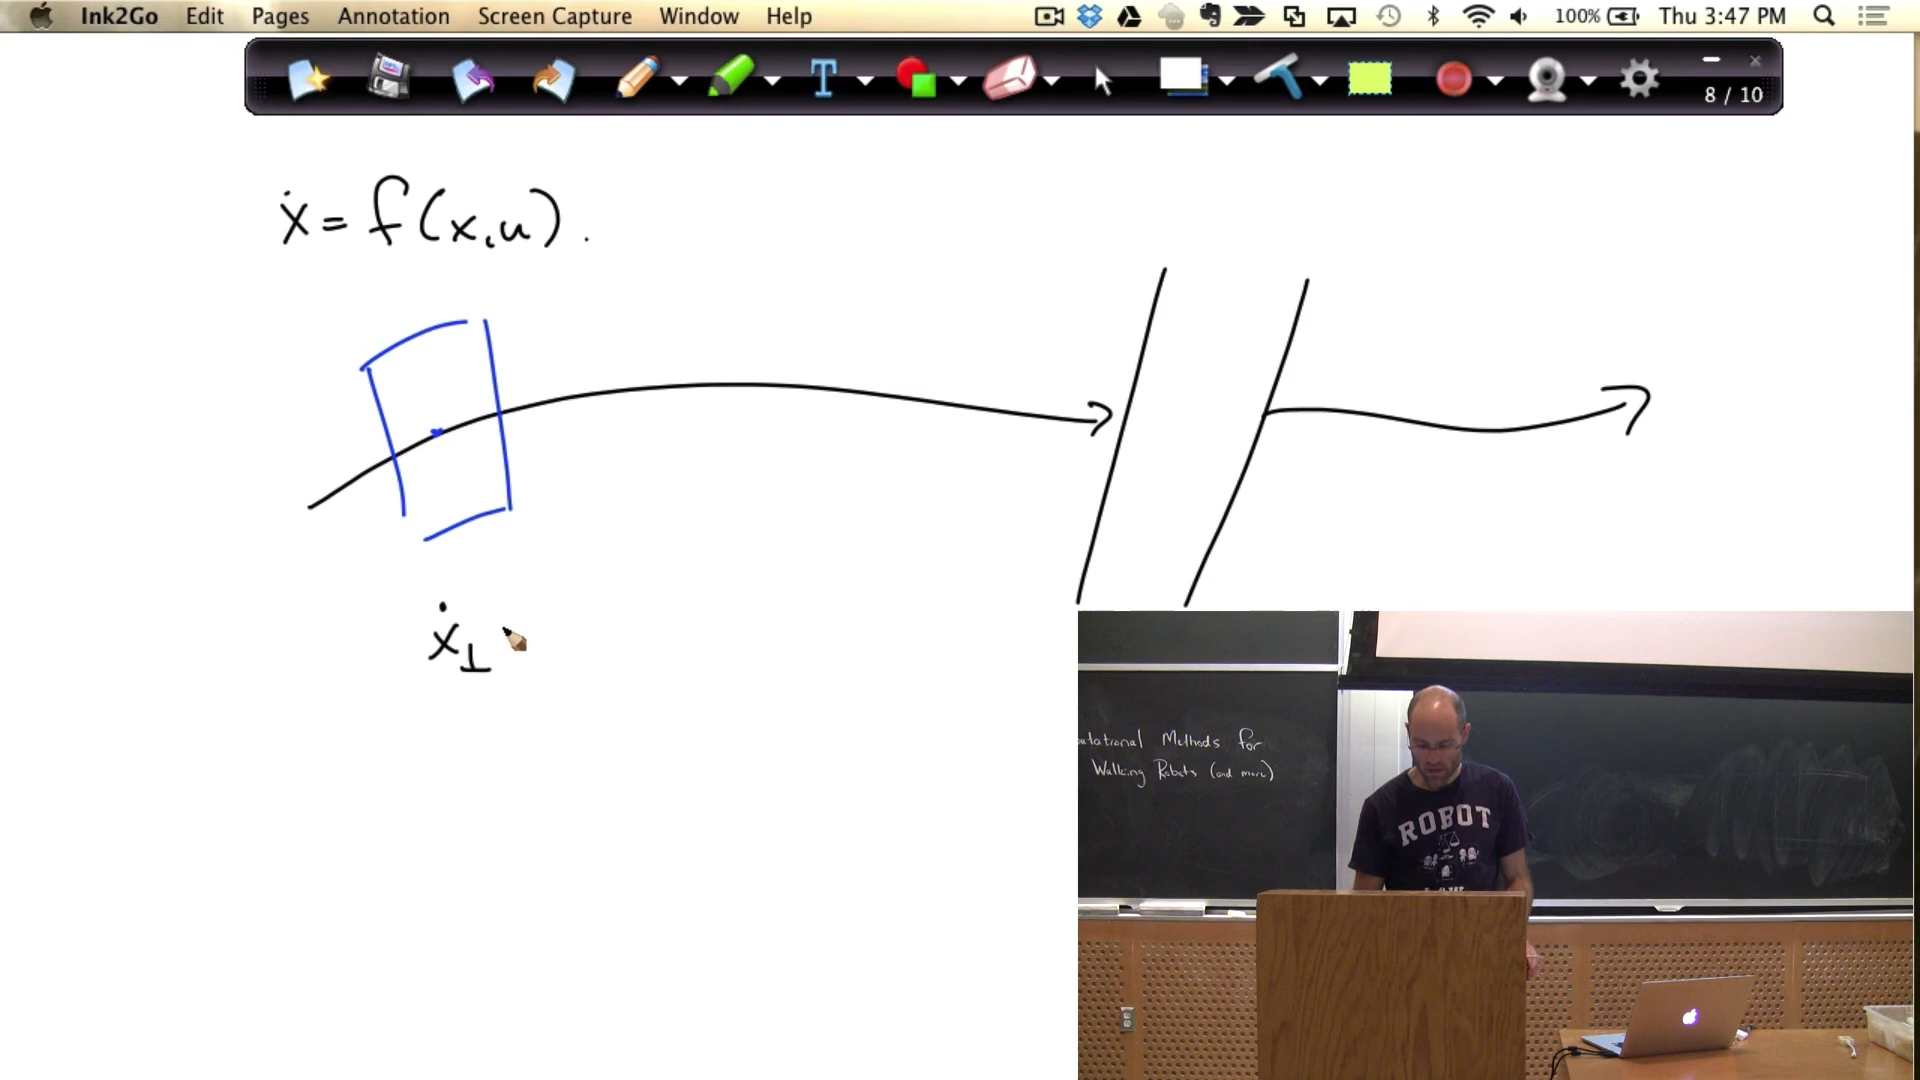 Ink2Go Edit Pages Annotation Screen Capture Window Help 100% Thu 3:47 PM
T
8 / 10
ẋ = f(x,u).
ẋ⊥
utational Methods for
Walking Robots (and more)
ROBOT